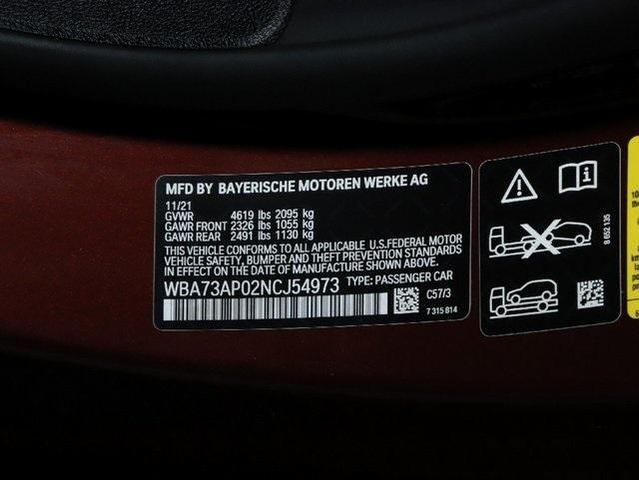 MFD BY BAYERISCHE MOTOREN WERKE AG
11/21
GVWR 4619 lbs 2095 kg
GAWR FRONT 2326 lbs 1055 kg
GAWR REAR 2491 lbs 1130 kg
THIS VEHICLE CONFORMS TO ALL APPLICABLE U.S.FEDERAL MOTOR
VEHICLE SAFETY, BUMPER AND THEFT PREVENTION STANDARDS
IN EFFECT ON THE DATE OF MANUFACTURE SHOWN ABOVE.
WBA73AP02NCJ54973 TYPE: PASSENGER CAR
C57/3
7 315 814
8 652 135